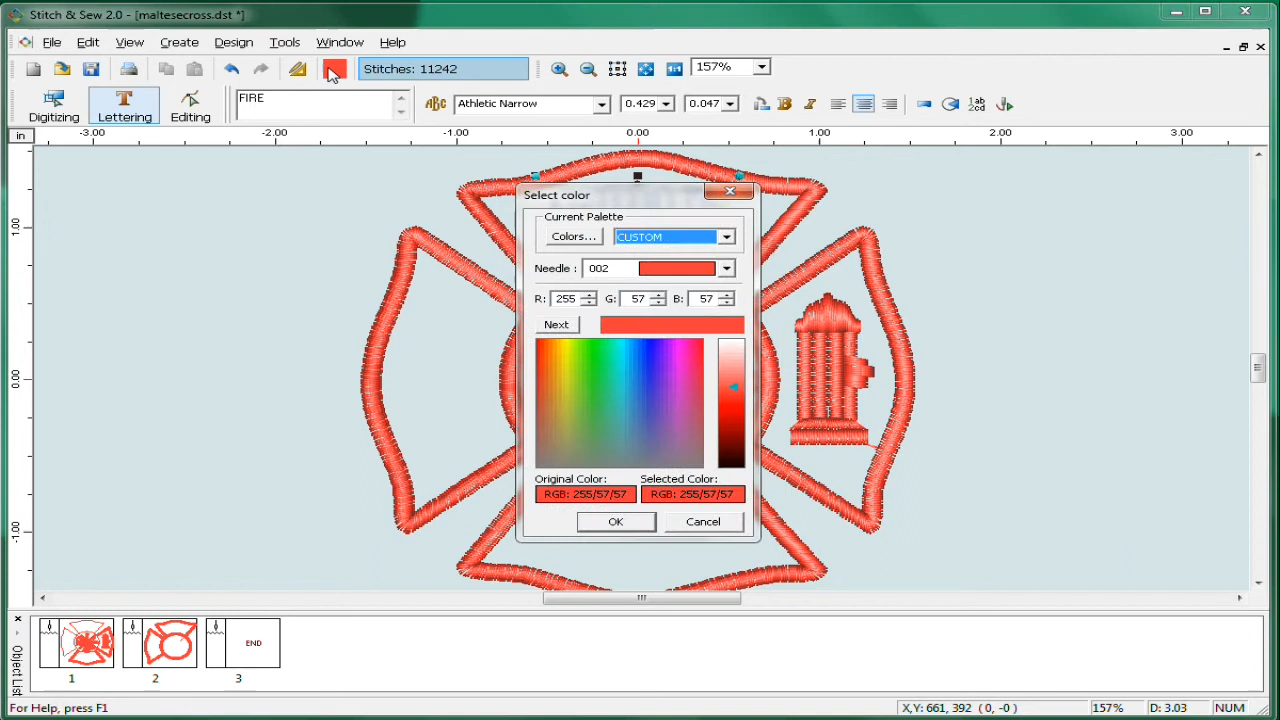 Stitch & Sew 2.0 - [maltesecross.dst *]
File Edit View Create Design Tools Window Help
Stitches: 11242 157%
Digitizing Lettering Editing
FIRE
ABC Athletic Narrow 0.429 0.047
in -3.00 -2.00 -1.00 0.00 1.00 2.00 3.00
1.00
0.00
-1.00
Select color
Current Palette
Colors... CUSTOM
Needle : 002
R: 255 G: 57 B: 57
Next
Original Color: Selected Color:
RGB: 255/57/57 RGB: 255/57/57
OK Cancel
Object List
END
1 2 3
For Help, press F1
X,Y: 661, 392 ( 0, -0 ) 157% D: 3.03 NUM